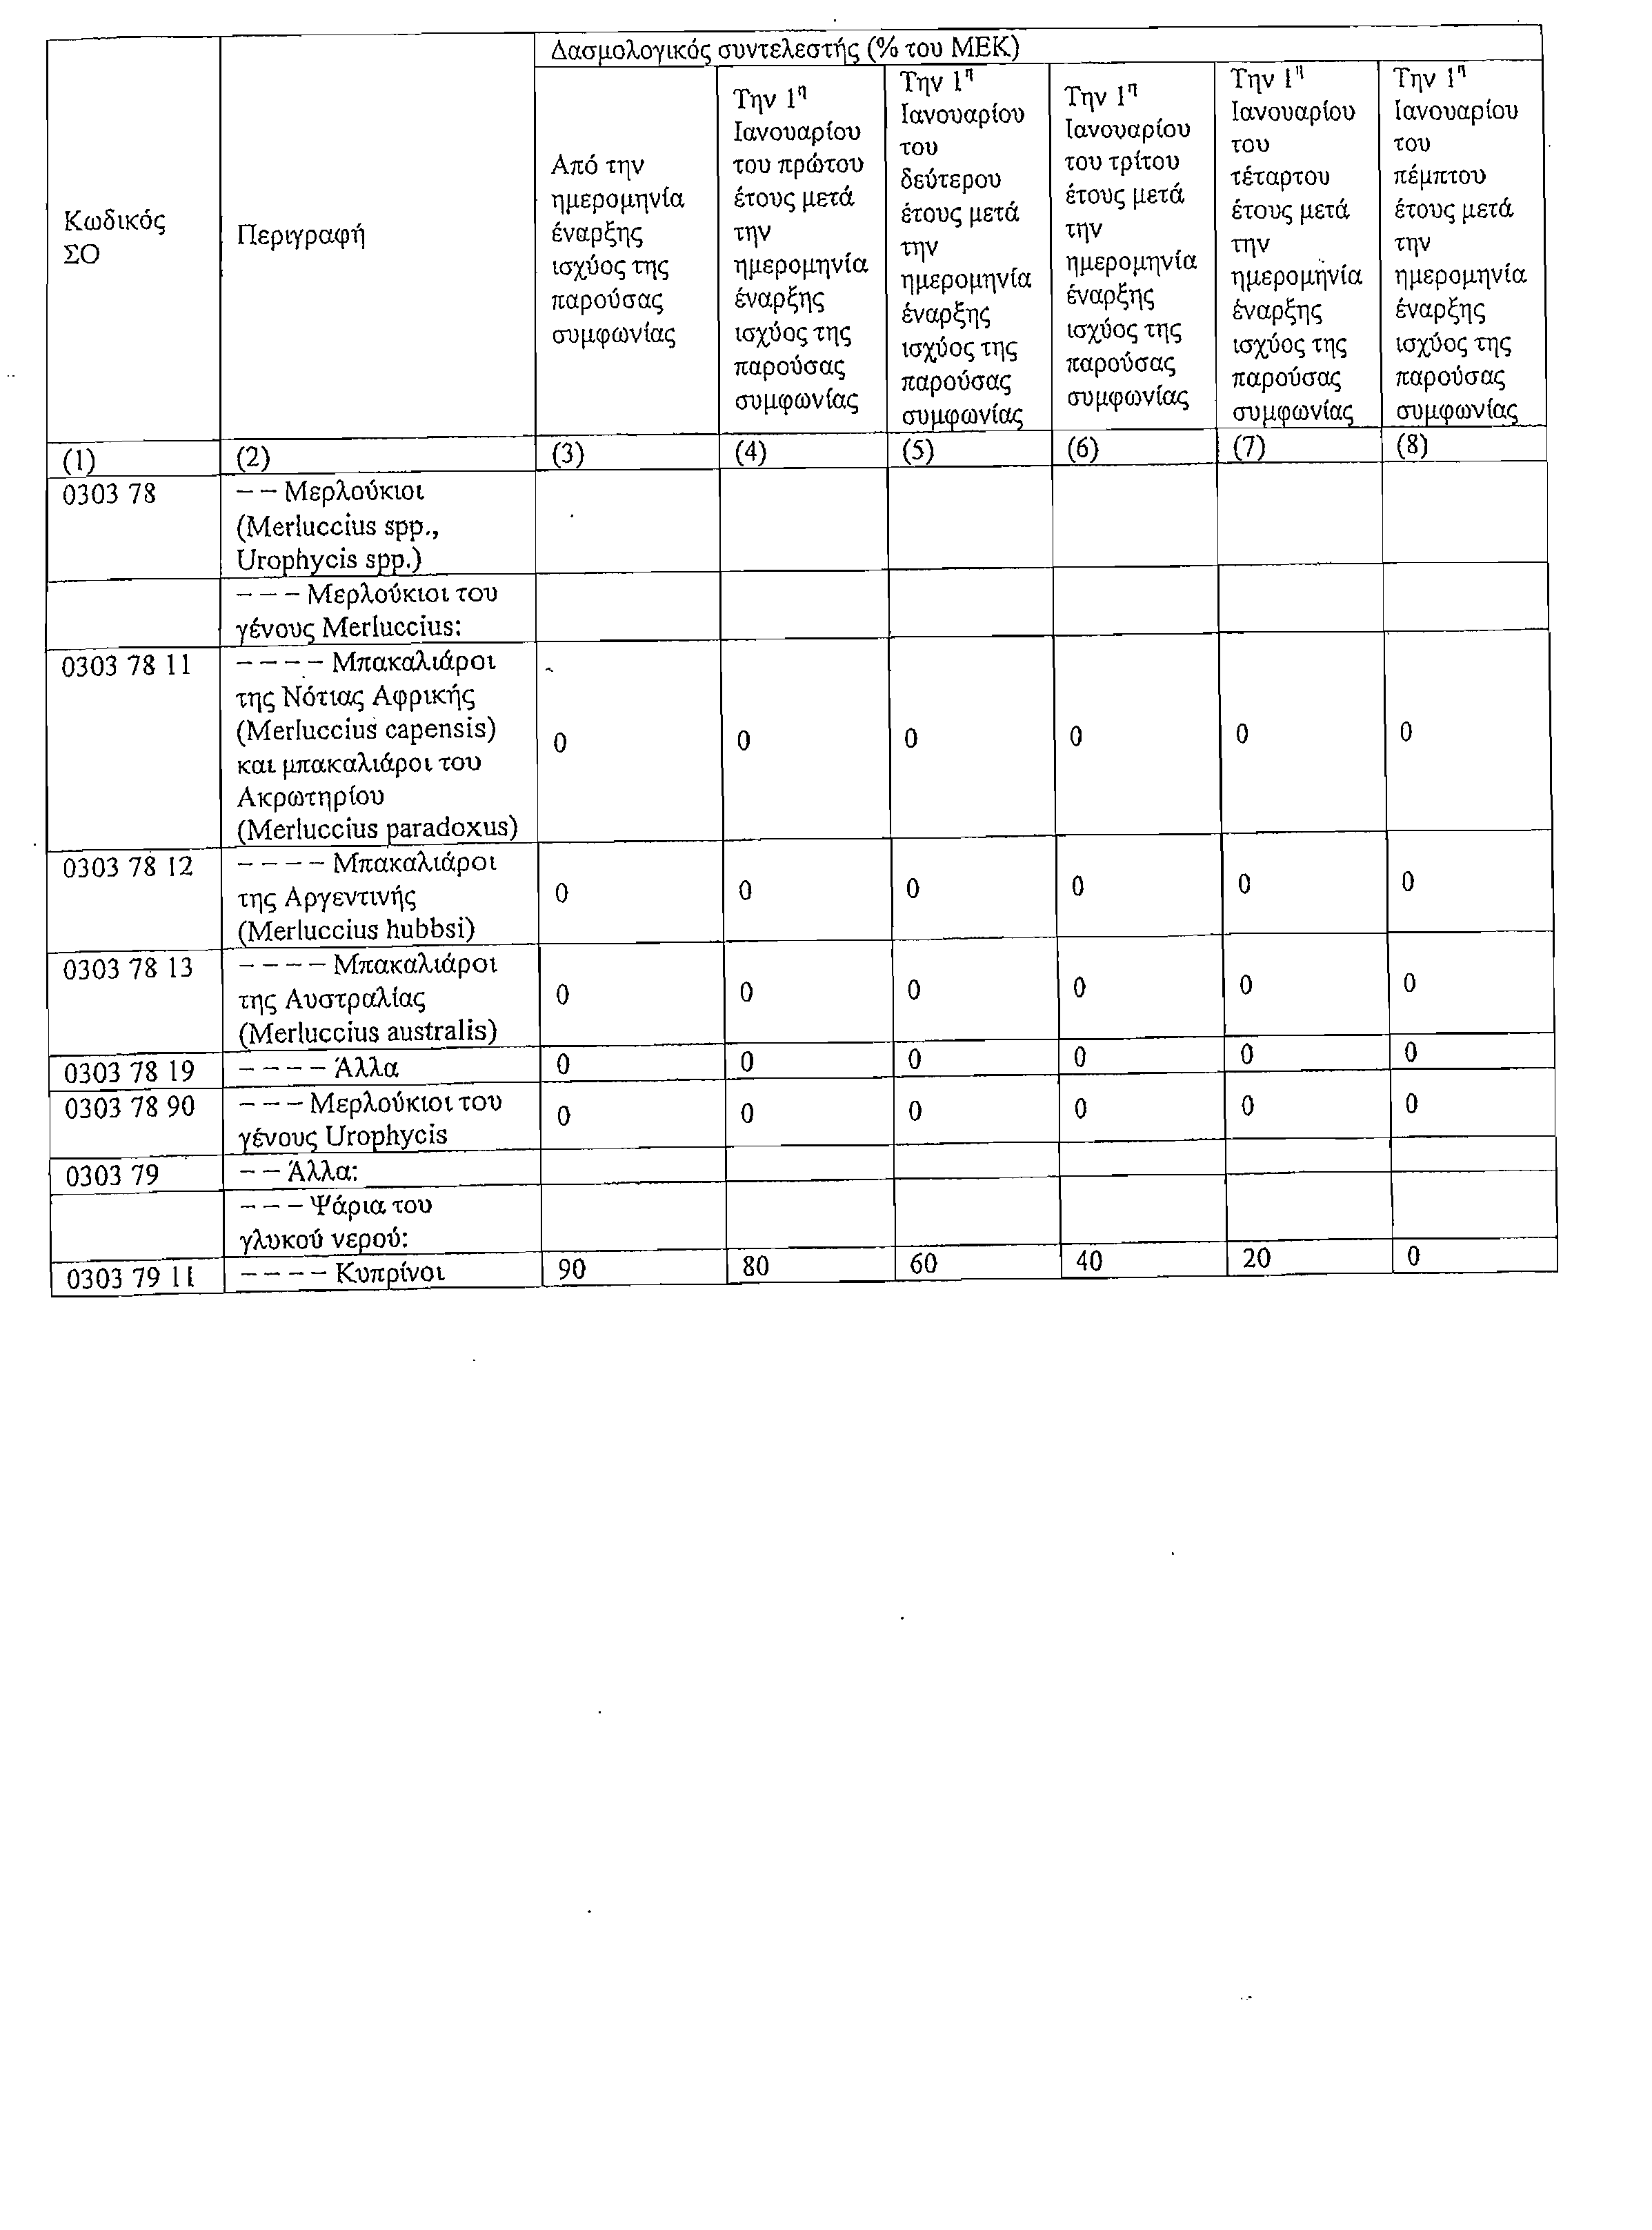 Δασμολογικός συντελεστής (% του ΜΕΚ)
Κωδικός
ΣΟ
Περιγραφή
Από την
ημερομηνία
έναρξης
ισχύος της
παρούσας
συμφωνίας
Την 1η
Ιανουαρίου
του πρώτου
έτους μετά
την
ημερομηνία
έναρξης
ισχύος της
παρούσας
συμφωνίας
Την 1η
Ιανουαρίου
του
δεύτερου
έτους μετά
την
ημερομηνία
έναρξης
ισχύος της
παρούσας
συμφωνίας
Την 1η
Ιανουαρίου
του τρίτου
έτους μετά
την
ημερομηνία
έναρξης
ισχύος της
παρούσας
συμφωνίας
Την 1η
Ιανουαρίου
του
τέταρτου
έτους μετά
την
ημερομηνία
έναρξης
ισχύος της
παρούσας
συμφωνίας
Την 1η
Ιανουαρίου
του
πέμπτου
έτους μετά
την
ημερομηνία
έναρξης
ισχύος της
παρούσας
συμφωνίας
(1) (2) (3) (4) (5) (6) (7) (8)
0303 78 – – Μερλούκιοι
(Merluccius spp.,
Urophycis spp.)
– – – Μερλούκιοι του
γένους Merluccius:
0303 78 11 – – – – Μπακαλιάροι
της Νότιας Αφρικής
(Merluccius capensis)
και μπακαλιάροι του
Ακρωτηρίου
(Merluccius paradoxus)
0 0 0 0 0 0
0303 78 12 – – – – Μπακαλιάροι
της Αργεντινής
(Merluccius hubbsi)
0 0 0 0 0 0
0303 78 13 – – – – Μπακαλιάροι
της Αυστραλίας
(Merluccius australis)
0 0 0 0 0 0
0303 78 19 – – – – Άλλα 0 0 0 0 0 0
0303 78 90 – – – Μερλούκιοι του
γένους Urophycis
0 0 0 0 0 0
0303 79 – – Άλλα:
– – – Ψάρια του
γλυκού νερού:
0303 79 11 – – – – Κυπρίνοι 90 80 60 40 20 0